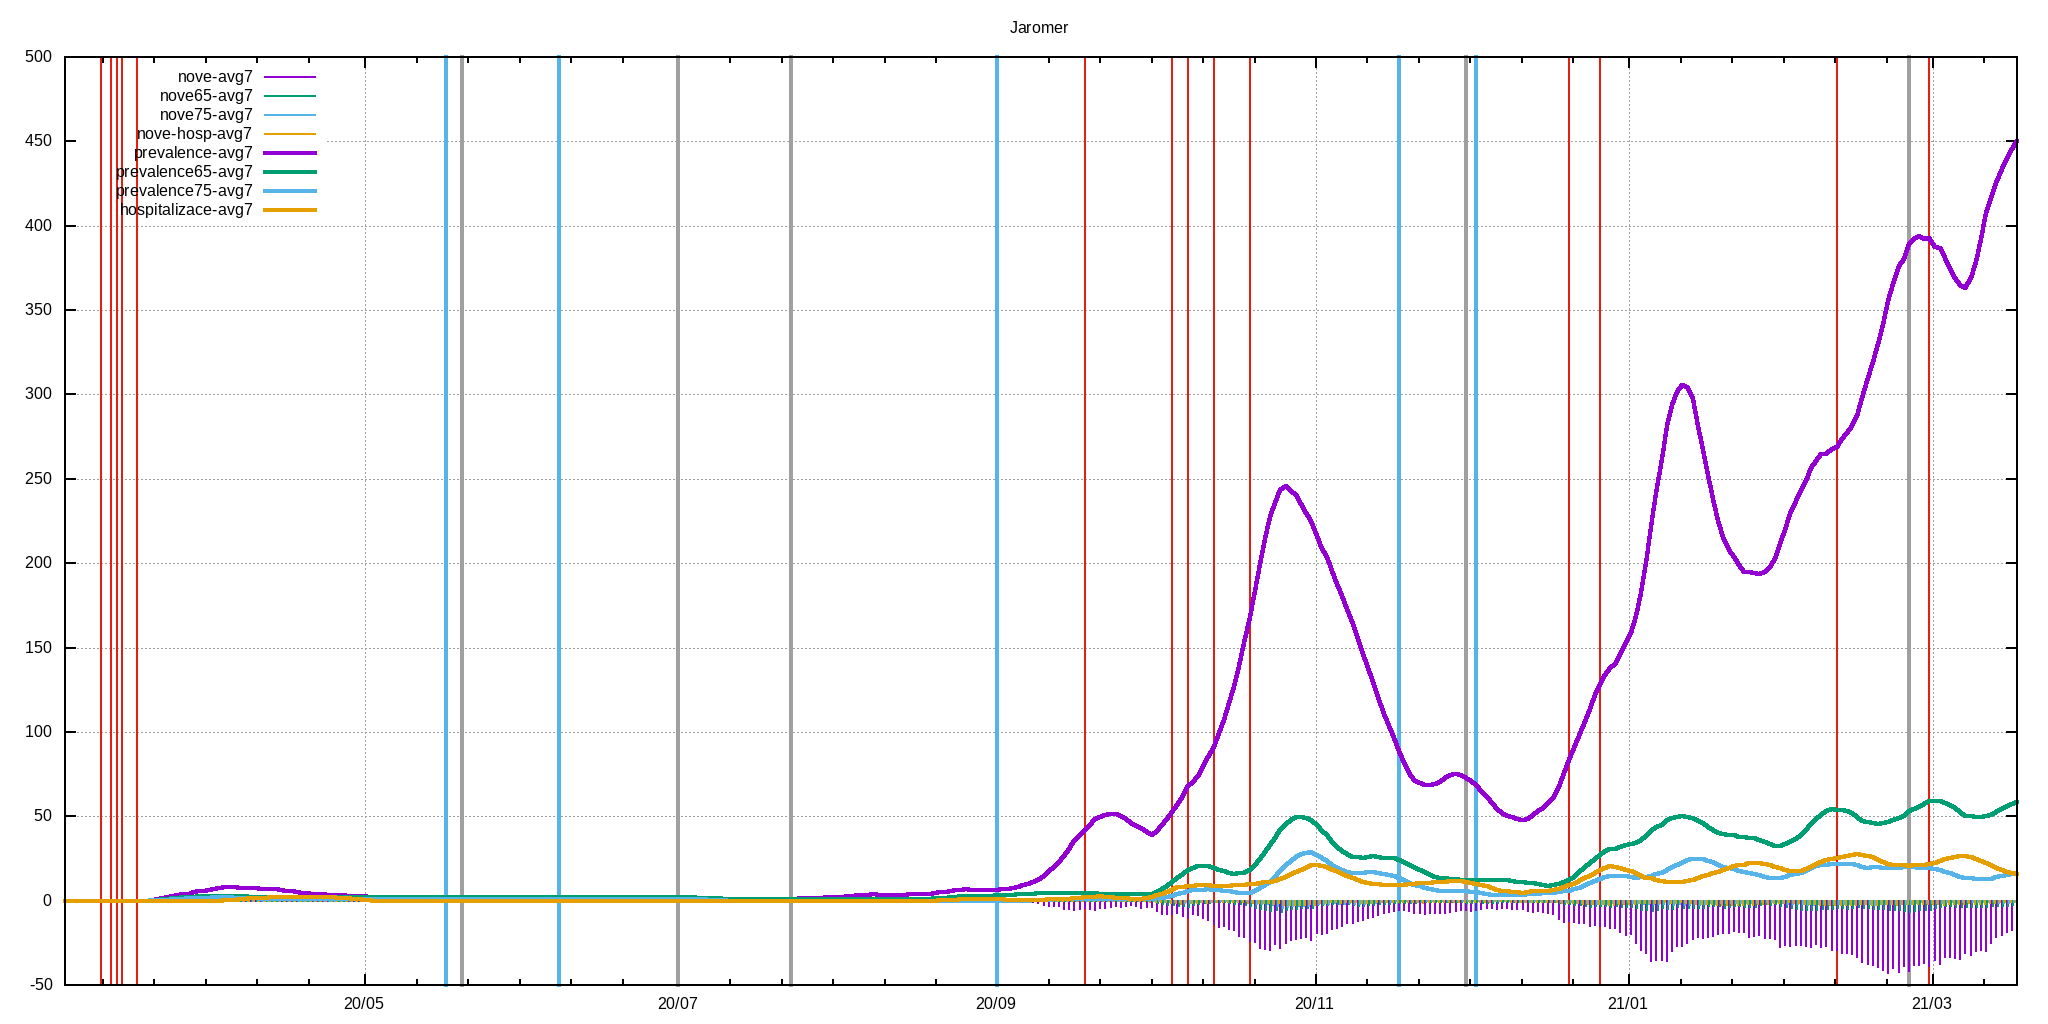 Jaromer
500
450
400
350
300
250
200
150
100
50
0
-50
nove-avg7
nove65-avg7
nove75-avg7
nove-hosp-avg7
prevalence-avg7
prevalence65-avg7
prevalence75-avg7
hospitalizace-avg7
20/05 20/07 20/09 20/11 21/01 21/03